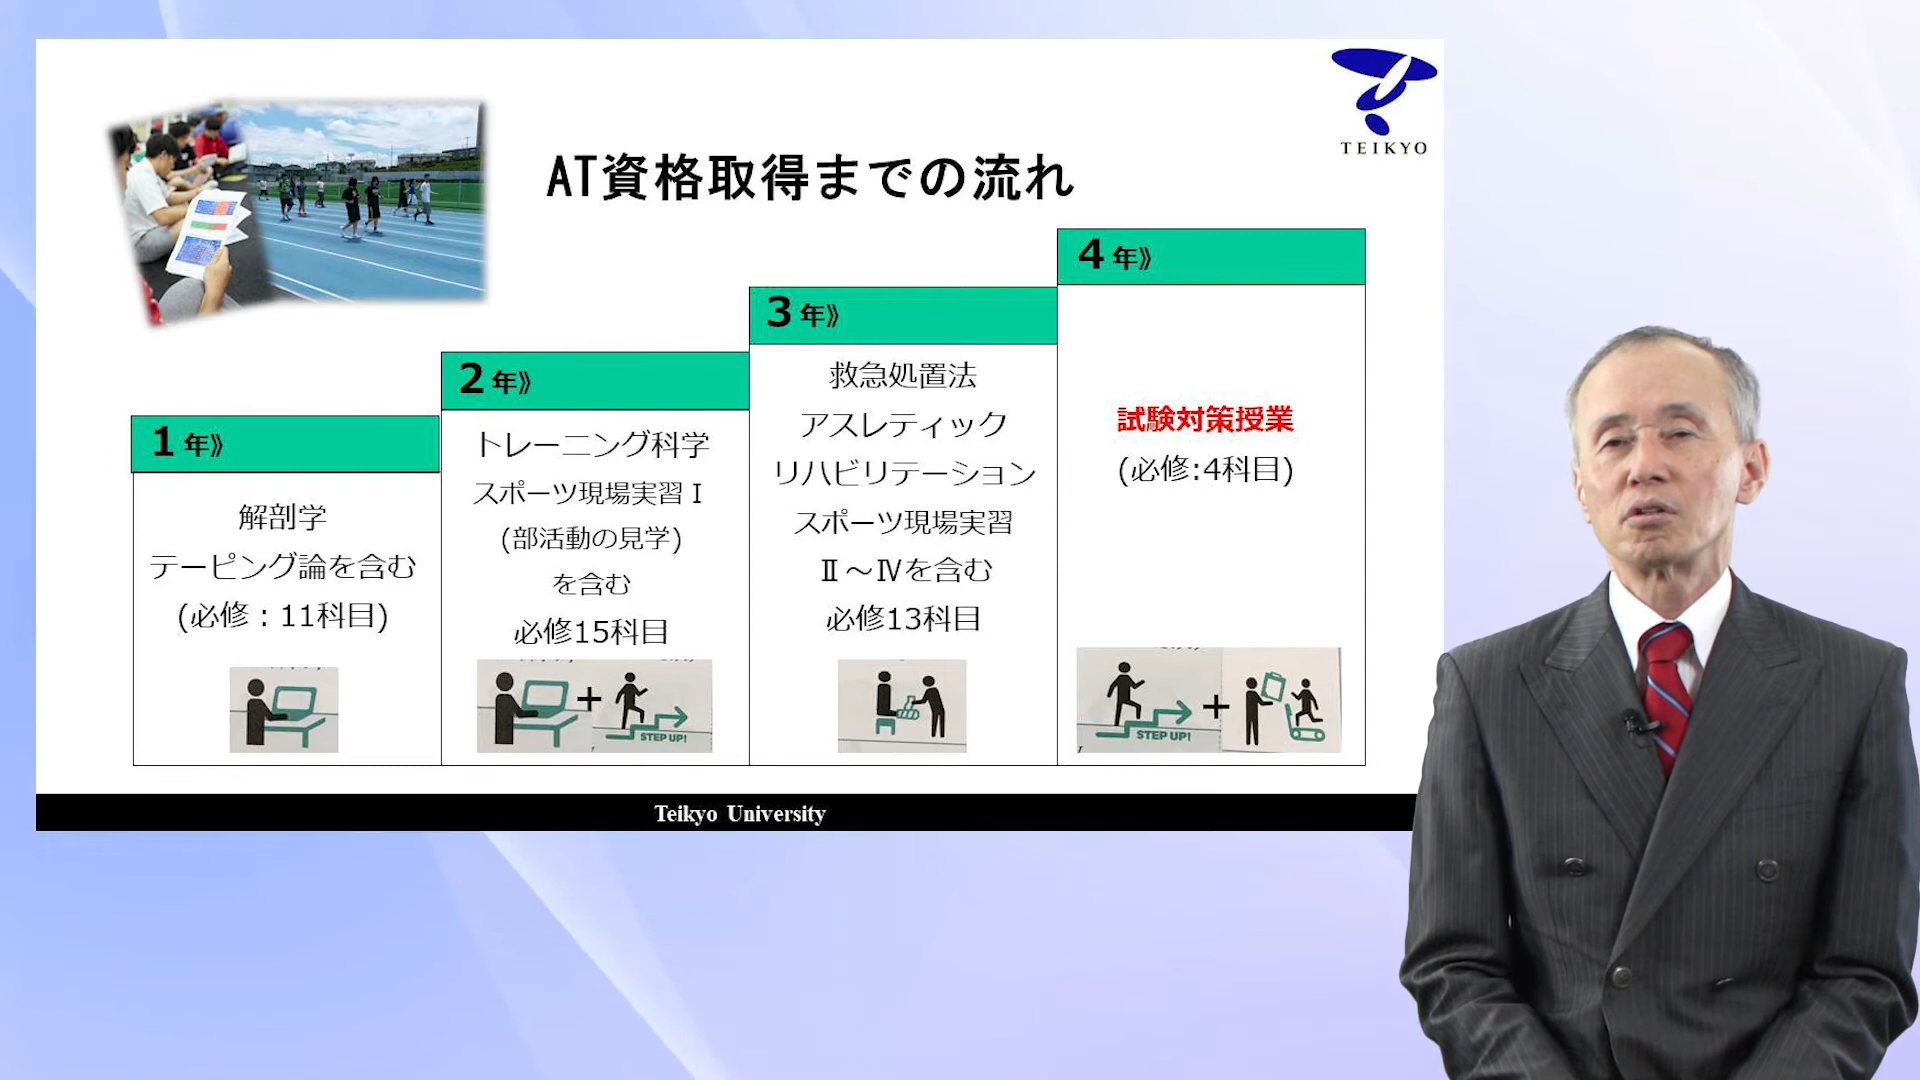 TEIKYO
AT資格取得までの流れ
1 年》
解剖学
テーピング論を含む
(必修：11科目)
2 年》
トレーニング科学
スポーツ現場実習Ⅰ
(部活動の見学)
を含む
必修15科目
STEP UP!
3 年》
救急処置法
アスレティック
リハビリテーション
スポーツ現場実習
Ⅱ～Ⅳを含む
必修13科目
4 年》
試験対策授業
(必修:4科目)
STEP UP!
Teikyo University